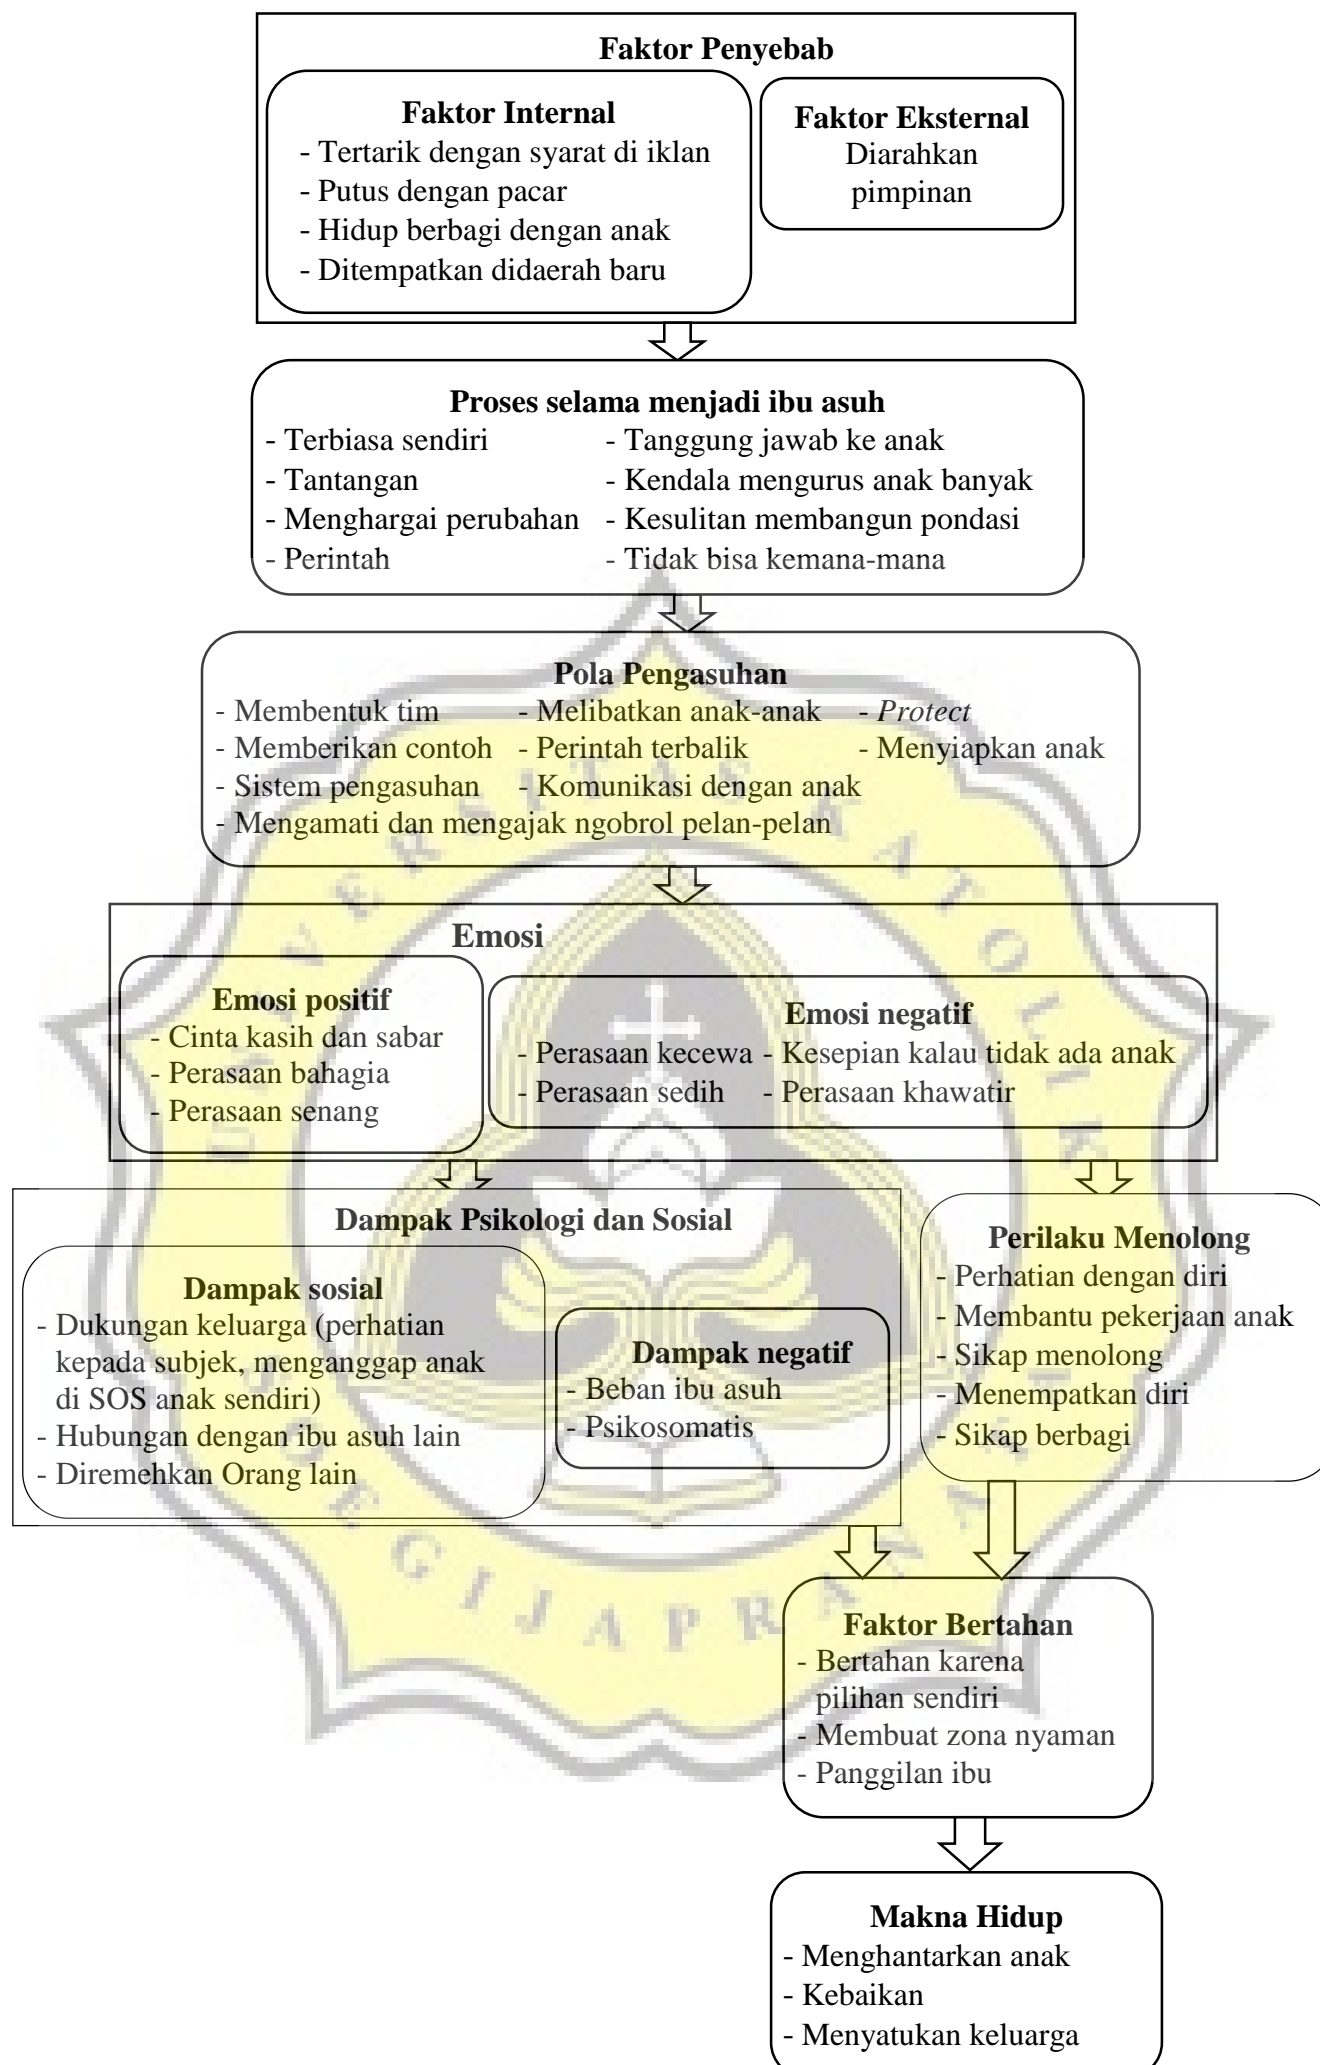 Faktor Penyebab
Faktor Internal
- Tertarik dengan syarat di iklan
- Putus dengan pacar
- Hidup berbagi dengan anak
- Ditempatkan didaerah baru
Faktor Eksternal
Diarahkan
pimpinan
Proses selama menjadi ibu asuh
- Terbiasa sendiri
- Tantangan
- Menghargai perubahan
- Perintah
- Tanggung jawab ke anak
- Kendala mengurus anak banyak
- Kesulitan membangun pondasi
- Tidak bisa kemana-mana
Pola Pengasuhan
- Membentuk tim - Melibatkan anak-anak - Protect
- Memberikan contoh - Perintah terbalik - Menyiapkan anak
- Sistem pengasuhan - Komunikasi dengan anak
- Mengamati dan mengajak ngobrol pelan-pelan
Emosi
Emosi positif
- Cinta kasih dan sabar
- Perasaan bahagia
- Perasaan senang
Emosi negatif
- Perasaan kecewa - Kesepian kalau tidak ada anak
- Perasaan sedih - Perasaan khawatir
Dampak Psikologi dan Sosial
Dampak sosial
- Dukungan keluarga (perhatian
kepada subjek, menganggap anak
di SOS anak sendiri)
- Hubungan dengan ibu asuh lain
- Diremehkan Orang lain
Dampak negatif
- Beban ibu asuh
- Psikosomatis
Perilaku Menolong
- Perhatian dengan diri
- Membantu pekerjaan anak
- Sikap menolong
- Menempatkan diri
- Sikap berbagi
Faktor Bertahan
- Bertahan karena
pilihan sendiri
- Membuat zona nyaman
- Panggilan ibu
Makna Hidup
- Menghantarkan anak
- Kebaikan
- Menyatukan keluarga
UNIVERSITAS KATOLIK
SOEGIJAPRANATA